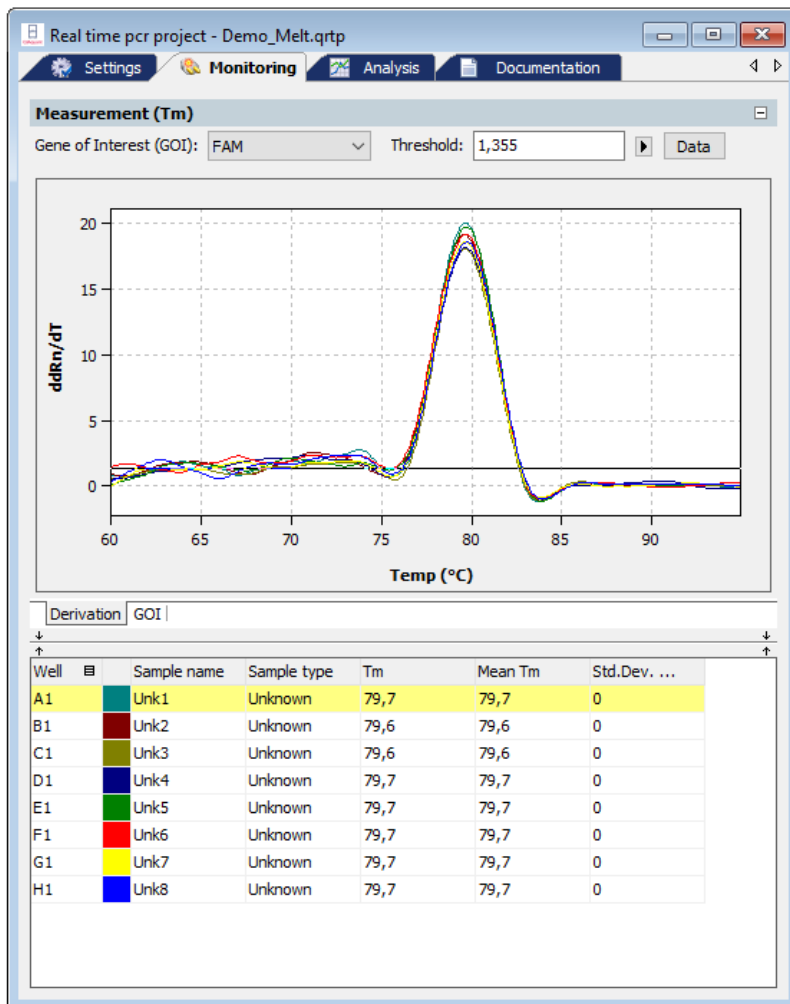 Real time pcr project - Demo_Melt.qrtp
Settings Monitoring Analysis Documentation
Measurement (Tm)
Gene of Interest (GOI): FAM Threshold: 1,355 Data
20
15
10
5
0
ddRn/dT
60 65 70 75 80 85 90
Temp (°C)
Derivation GOI
Well Sample name Sample type Tm Mean Tm Std.Dev. ...
A1 Unk1 Unknown 79,7 79,7 0
B1 Unk2 Unknown 79,6 79,6 0
C1 Unk3 Unknown 79,6 79,6 0
D1 Unk4 Unknown 79,7 79,7 0
E1 Unk5 Unknown 79,7 79,7 0
F1 Unk6 Unknown 79,7 79,7 0
G1 Unk7 Unknown 79,7 79,7 0
H1 Unk8 Unknown 79,7 79,7 0